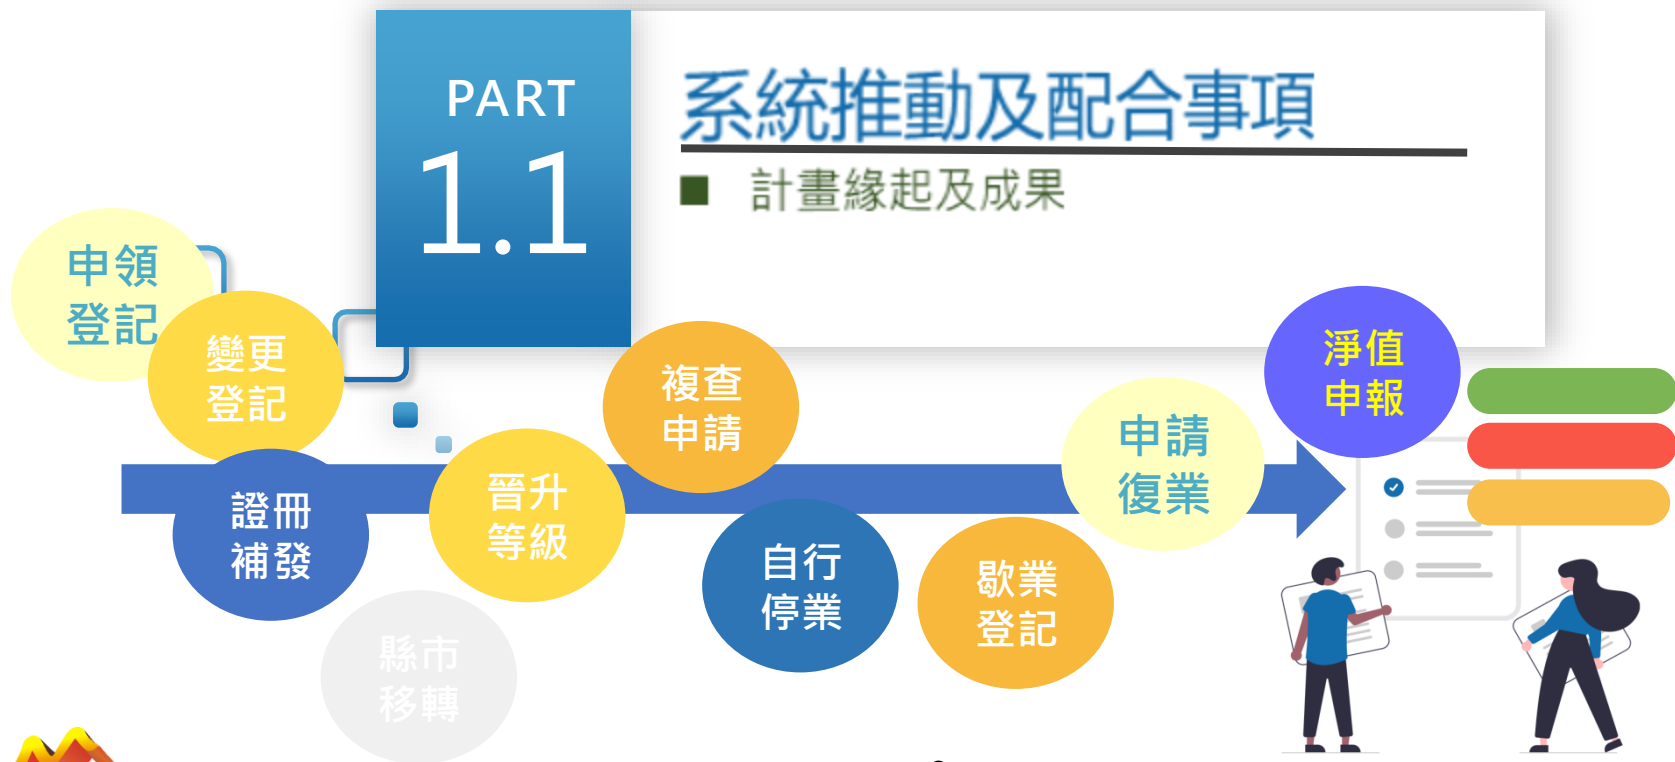 PART
1.1
系統推動及配合事項
計畫緣起及成果
申領
登記
變更
登記
證冊
補發
縣市
移轉
晉升
等級
複查
申請
自行
停業
歇業
登記
申請
復業
淨值
申報